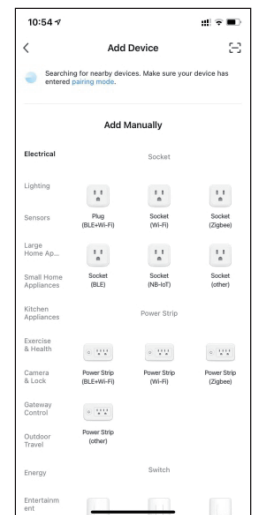 10:54
Add Device
Searching for nearby devices. Make sure your device has
entered pairing mode.
Add Manually
Electrical
Socket
Lighting
Plug
(BLE+Wi-Fi)
Socket
(Wi-Fi)
Socket
(Zigbee)
Sensors
Large
Home Ap...
Socket
(BLE)
Socket
(NB-IoT)
Socket
(other)
Small Home
Appliances
Kitchen
Appliances
Power Strip
Exercise
& Health
Power Strip
(BLE+Wi-Fi)
Power Strip
(Wi-Fi)
Power Strip
(Zigbee)
Camera
& Lock
Gateway
Control
Power Strip
(other)
Outdoor
Travel
Energy
Switch
Entertainm
ent